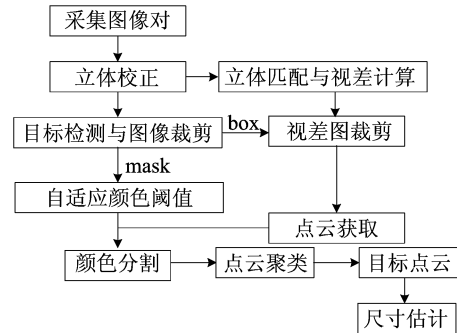 采集图像对
立体校正
立体匹配与视差计算
目标检测与图像裁剪
box
视差图裁剪
mask
自适应颜色阈值
点云获取
颜色分割
点云聚类
目标点云
尺寸估计